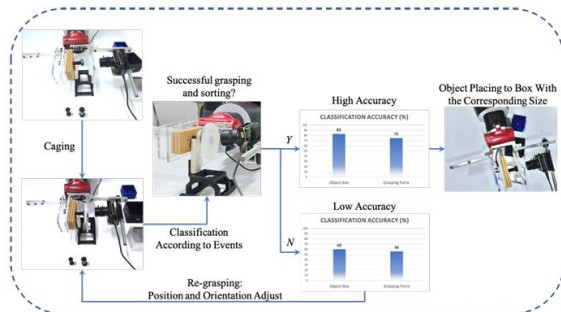 Successful grasping
and sorting?
Caging
Classification
According to Events
Y
N
High Accuracy
CLASSIFICATION ACCURACY (%)
Object Size
Grasping Force
Low Accuracy
CLASSIFICATION ACCURACY (%)
Object Size
Grasping Force
Object Placing to Box With
the Corresponding Size
Re-grasping:
Position and Orientation Adjust